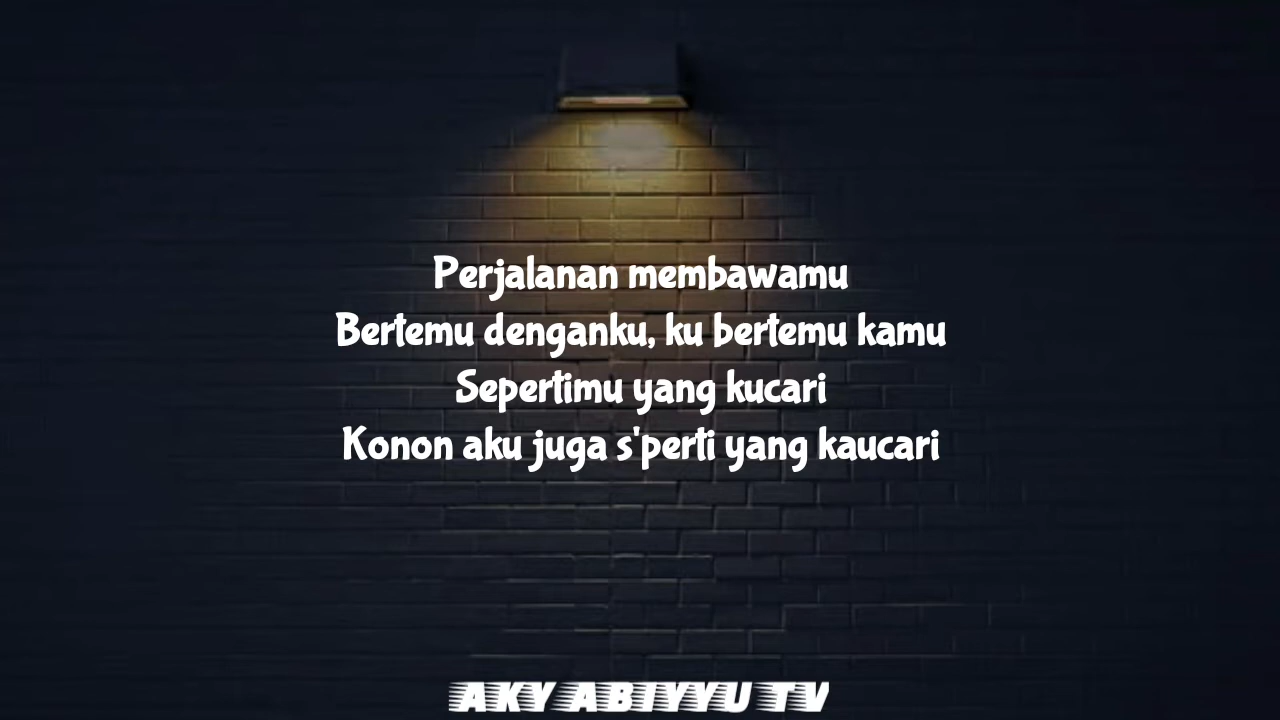 Perjalanan membawamu
Bertemu denganku, ku bertemu kamu
Sepertimu yang kucari
Konon aku juga s'perti yang kaucari
AKY ABIYYU TV